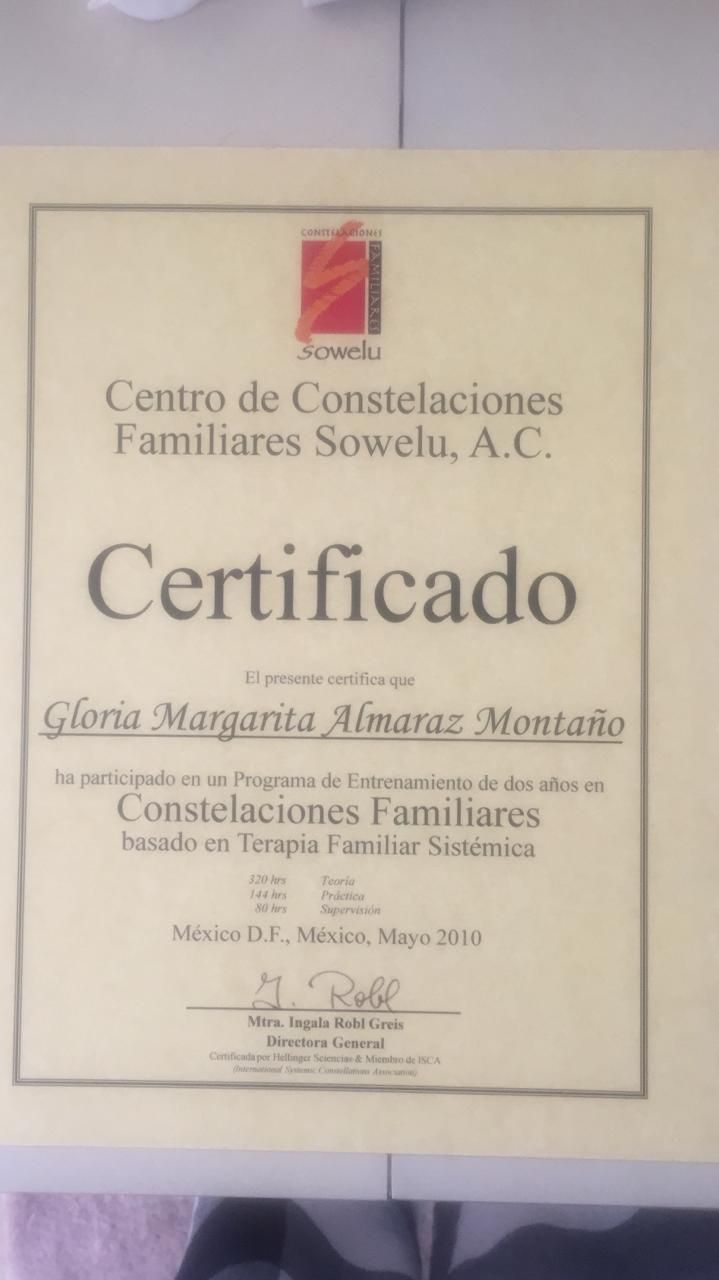 CONSTELACIONES
FAMILIARES
Sowelu
Centro de Constelaciones
Familiares Sowelu, A.C.
Certificado
El presente certifica que
Gloria Margarita Almaraz Montaño
ha participado en un Programa de Entrenamiento de dos años en
Constelaciones Familiares
basado en Terapia Familiar Sistémica
320 hrs Teoría
144 hrs Práctica
80 hrs Supervisión
México D.F., México, Mayo 2010
G. Robl
Mtra. Ingala Robl Greis
Directora General
Certificada por Hellinger Sciencias & Miembro de ISCA
(International Systemic Constellations Association)